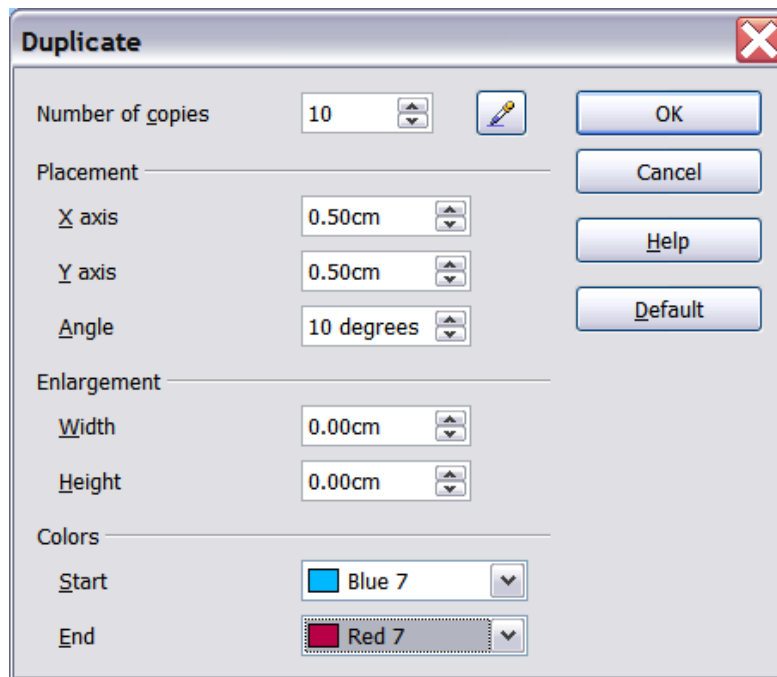 Duplicate
Number of copies 10 OK
Placement Cancel
X axis 0.50cm
Help
Y axis 0.50cm
Default
Angle 10 degrees
Enlargement
Width 0.00cm
Height 0.00cm
Colors
Start Blue 7
End Red 7